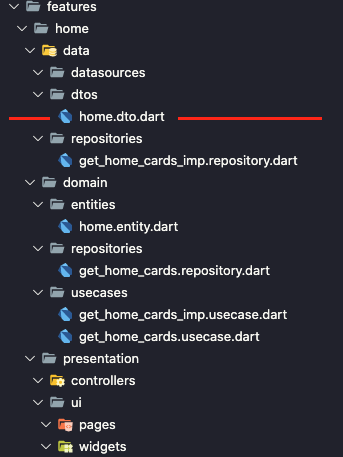 features
home
data
datasources
dtos
home.dto.dart
repositories
get_home_cards_imp.repository.dart
domain
entities
home.entity.dart
repositories
get_home_cards.repository.dart
usecases
get_home_cards_imp.usecase.dart
get_home_cards.usecase.dart
presentation
controllers
ui
pages
widgets